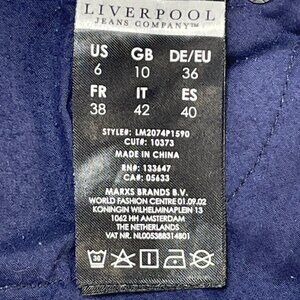 LIVERPOOL
JEANS COMPANY™
US GB DE/EU
6 10 36
FR IT ES
38 42 40
STYLE#: LM2074P1590
CUT#: 10373
MADE IN CHINA
RN#: 133647
CA#: 05633
MARXS BRANDS B.V.
WORLD FASHION CENTRE 01.09.02
KONINGIN WILHELMINAPLEIN 13
1062 HH AMSTERDAM
THE NETHERLANDS
VAT NR. NL005388314B01
30